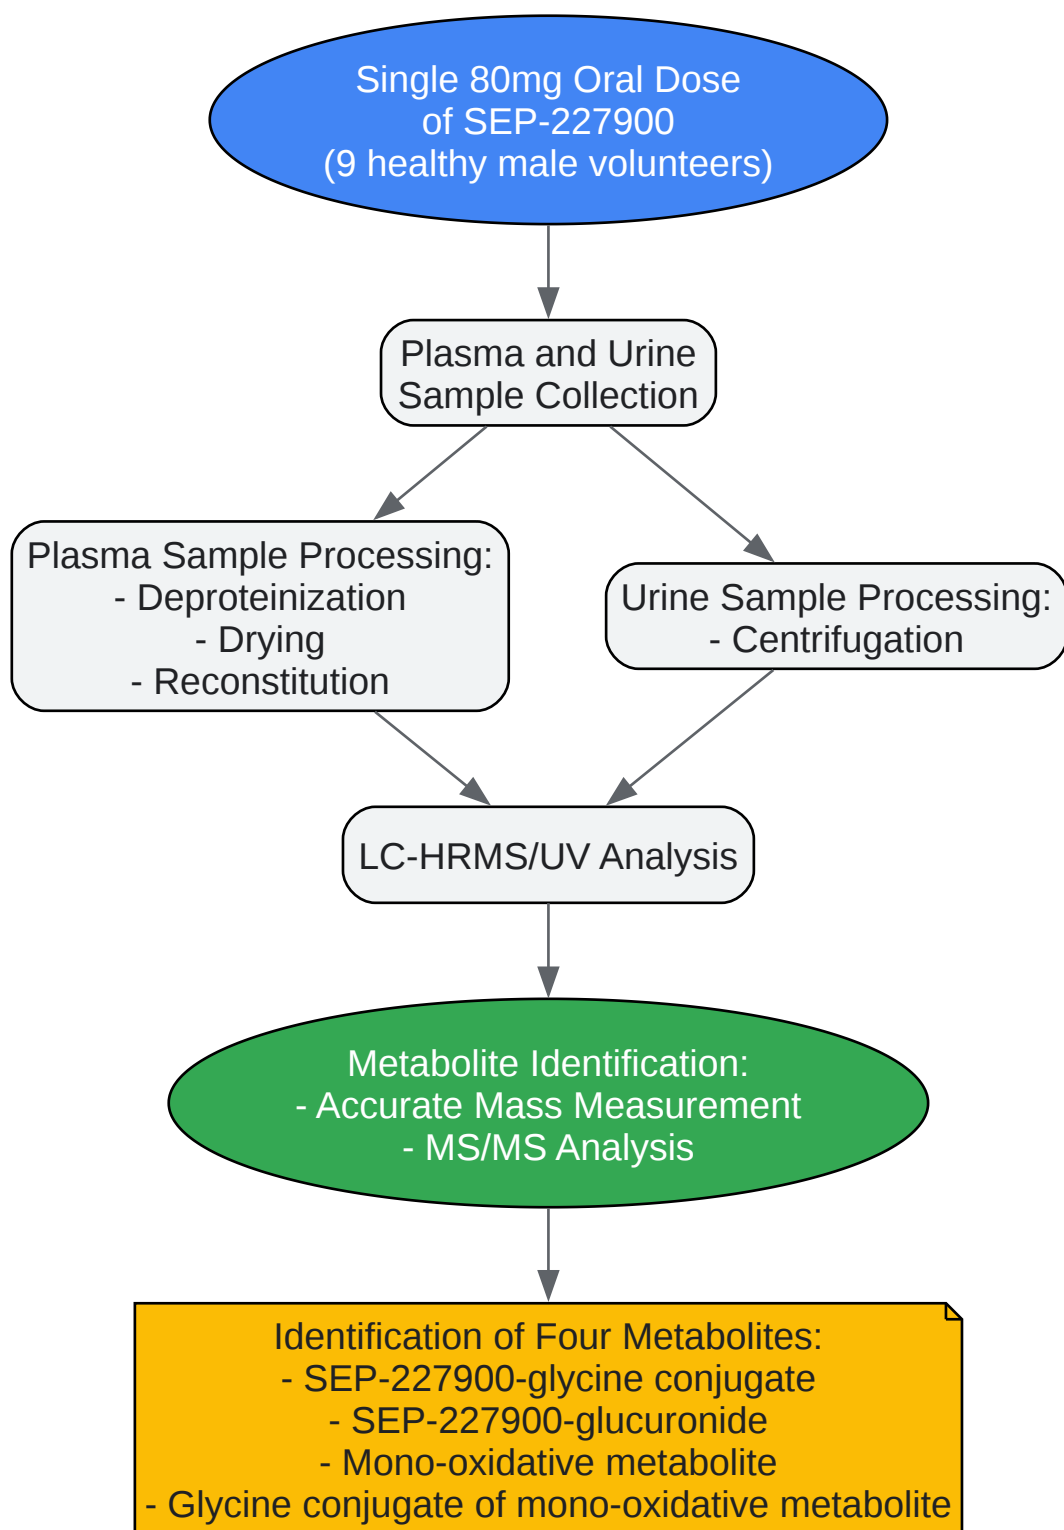 Single 80mg Oral Dose
of SEP-227900
(9 healthy male volunteers)
Plasma and Urine
Sample Collection
Plasma Sample Processing:
- Deproteinization
- Drying
- Reconstitution
Urine Sample Processing:
- Centrifugation
LC-HRMS/UV Analysis
Metabolite Identification:
- Accurate Mass Measurement
- MS/MS Analysis
Identification of Four Metabolites:
- SEP-227900-glycine conjugate
- SEP-227900-glucuronide
- Mono-oxidative metabolite
- Glycine conjugate of mono-oxidative metabolite